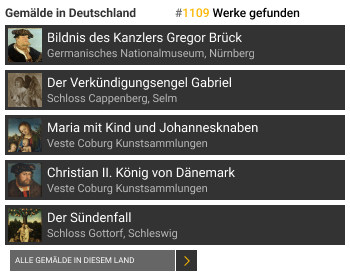 Gemälde in Deutschland #1109 Werke gefunden
Bildnis des Kanzlers Gregor Brück
Germanisches Nationalmuseum, Nürnberg
Der Verkündigungsengel Gabriel
Schloss Cappenberg, Selm
Maria mit Kind und Johannesknaben
Veste Coburg Kunstsammlungen
Christian II. König von Dänemark
Veste Coburg Kunstsammlungen
Der Sündenfall
Schloss Gottorf, Schleswig
ALLE GEMÄLDE IN DIESEM LAND